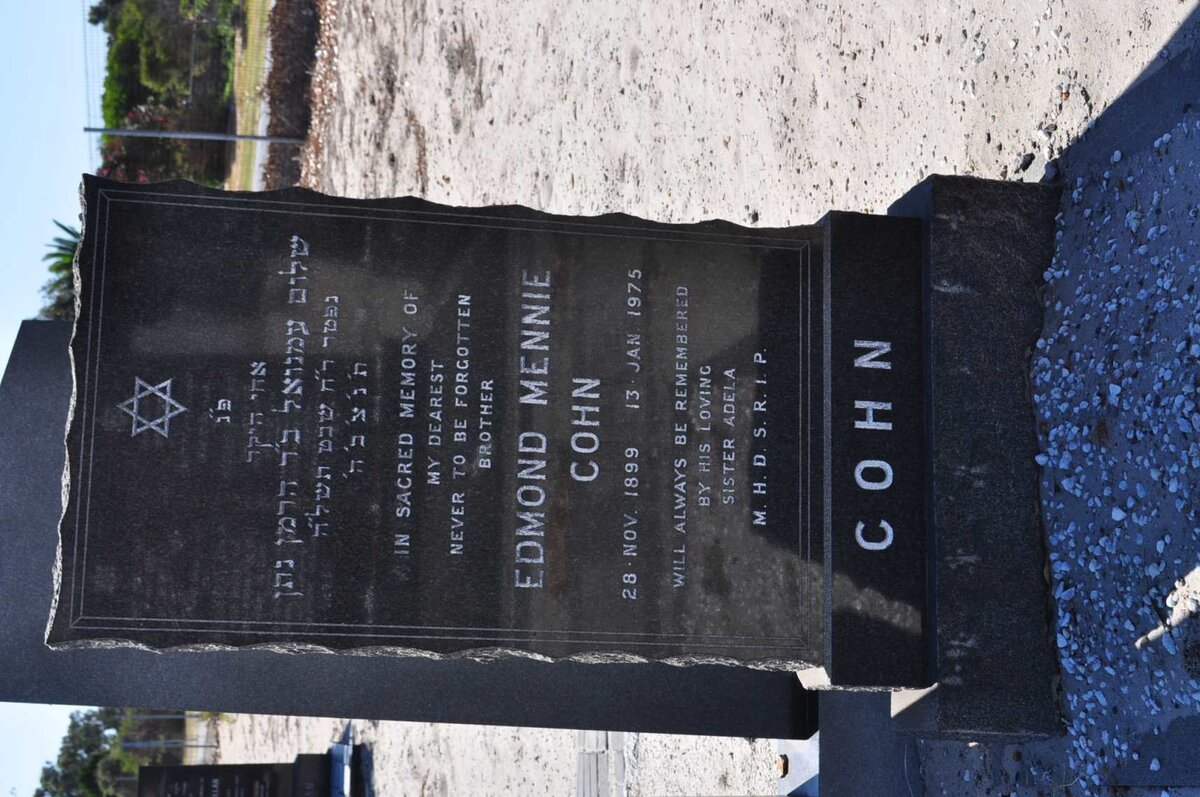 פ"נ
אחי היקר
שלום עמנואל ב"ר הרמן נתן
נפטר ר"ח שבט תשל"ה
ת' נ' צ' ב' ה'
IN SACRED MEMORY OF
MY DEAREST
NEVER TO BE FORGOTTEN
BROTHER
EDMOND MENNIE
COHN
28 · NOV. 1899 13 · JAN. 1975
WILL ALWAYS BE REMEMBERED
BY HIS LOVING
SISTER ADELA
M. H. D. S. R. I. P.
COHN